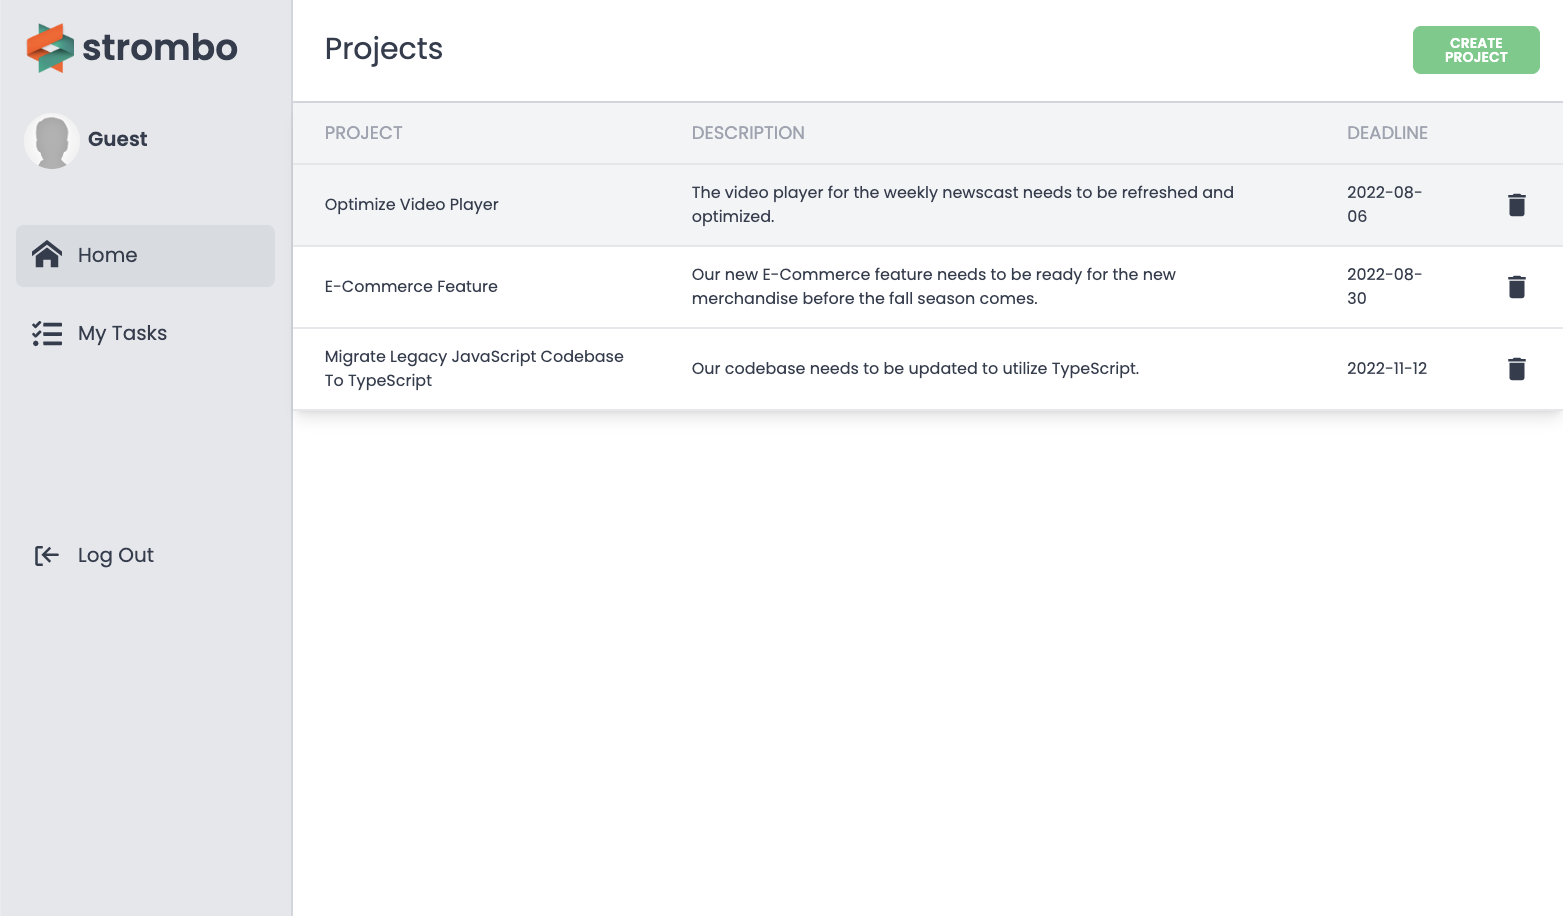 strombo
Guest
Home
My Tasks
Log Out
Projects
CREATE
PROJECT
PROJECT DESCRIPTION DEADLINE
Optimize Video Player
The video player for the weekly newscast needs to be refreshed and
optimized.
2022-08-
06
E-Commerce Feature
Our new E-Commerce feature needs to be ready for the new
merchandise before the fall season comes.
2022-08-
30
Migrate Legacy JavaScript Codebase
To TypeScript
Our codebase needs to be updated to utilize TypeScript.
2022-11-12